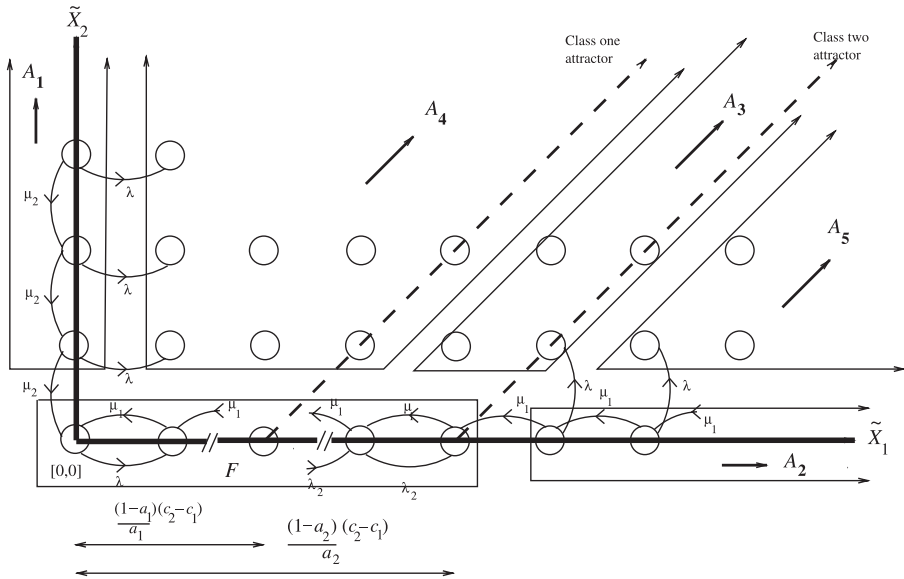 X̃₂
Class one
attractor
Class two
attractor
A₁
A₄
A₃
μ₂
λ
A₅
λ
μ₂
λ
λ
λ
μ₂
μ₁
μ₁
μ₁
μ
μ₁
μ₁
μ₁
X̃₁
[0,0]
λ
F
λ₂
λ₂
A₂
(1−a₁)(c₂−c₁)
a₁
(1−a₂) (c₂−c₁)
a₂